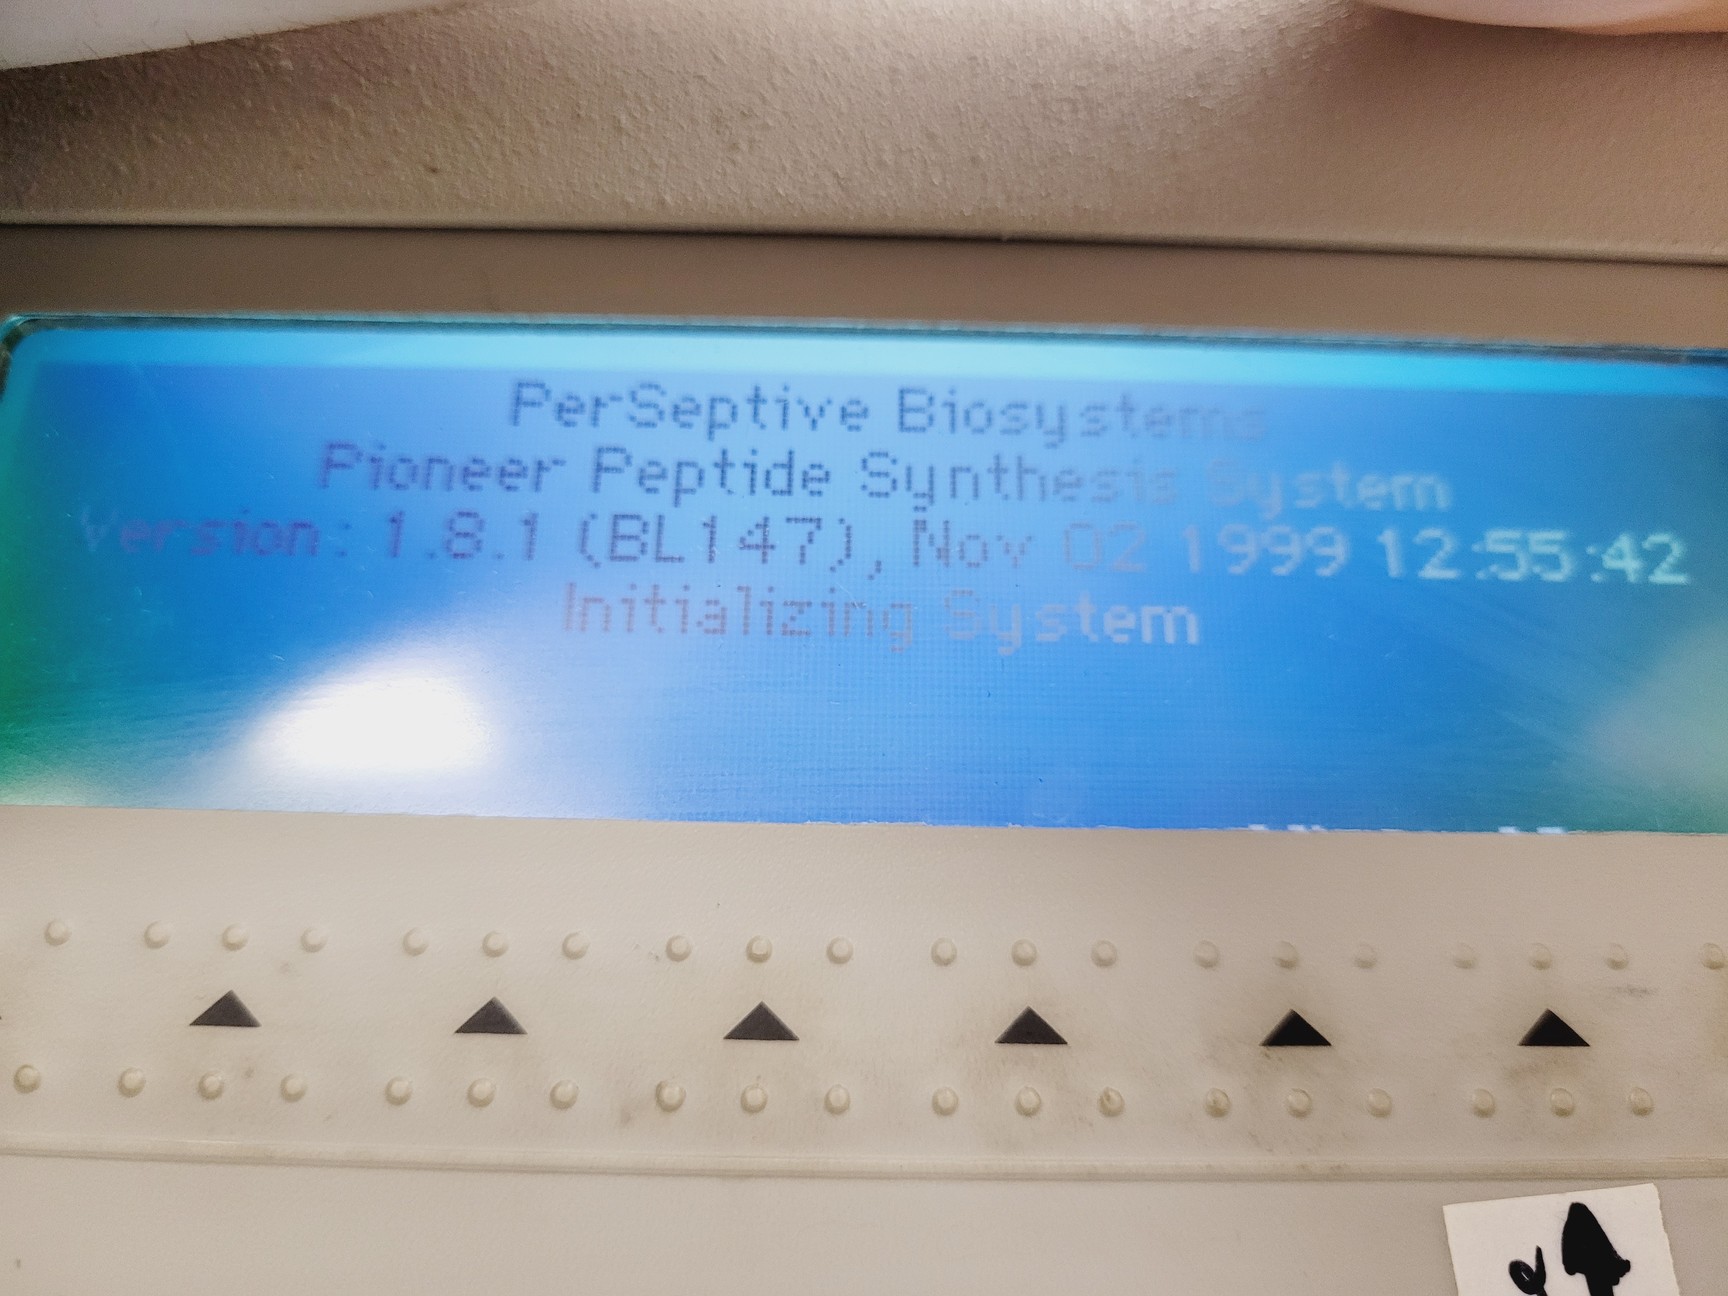 PerSeptive Biosystems
Pioneer Peptide Synthesis System
Version: 1.8.1 (BL147), Nov 02 1999 12:55:42
Initializing System